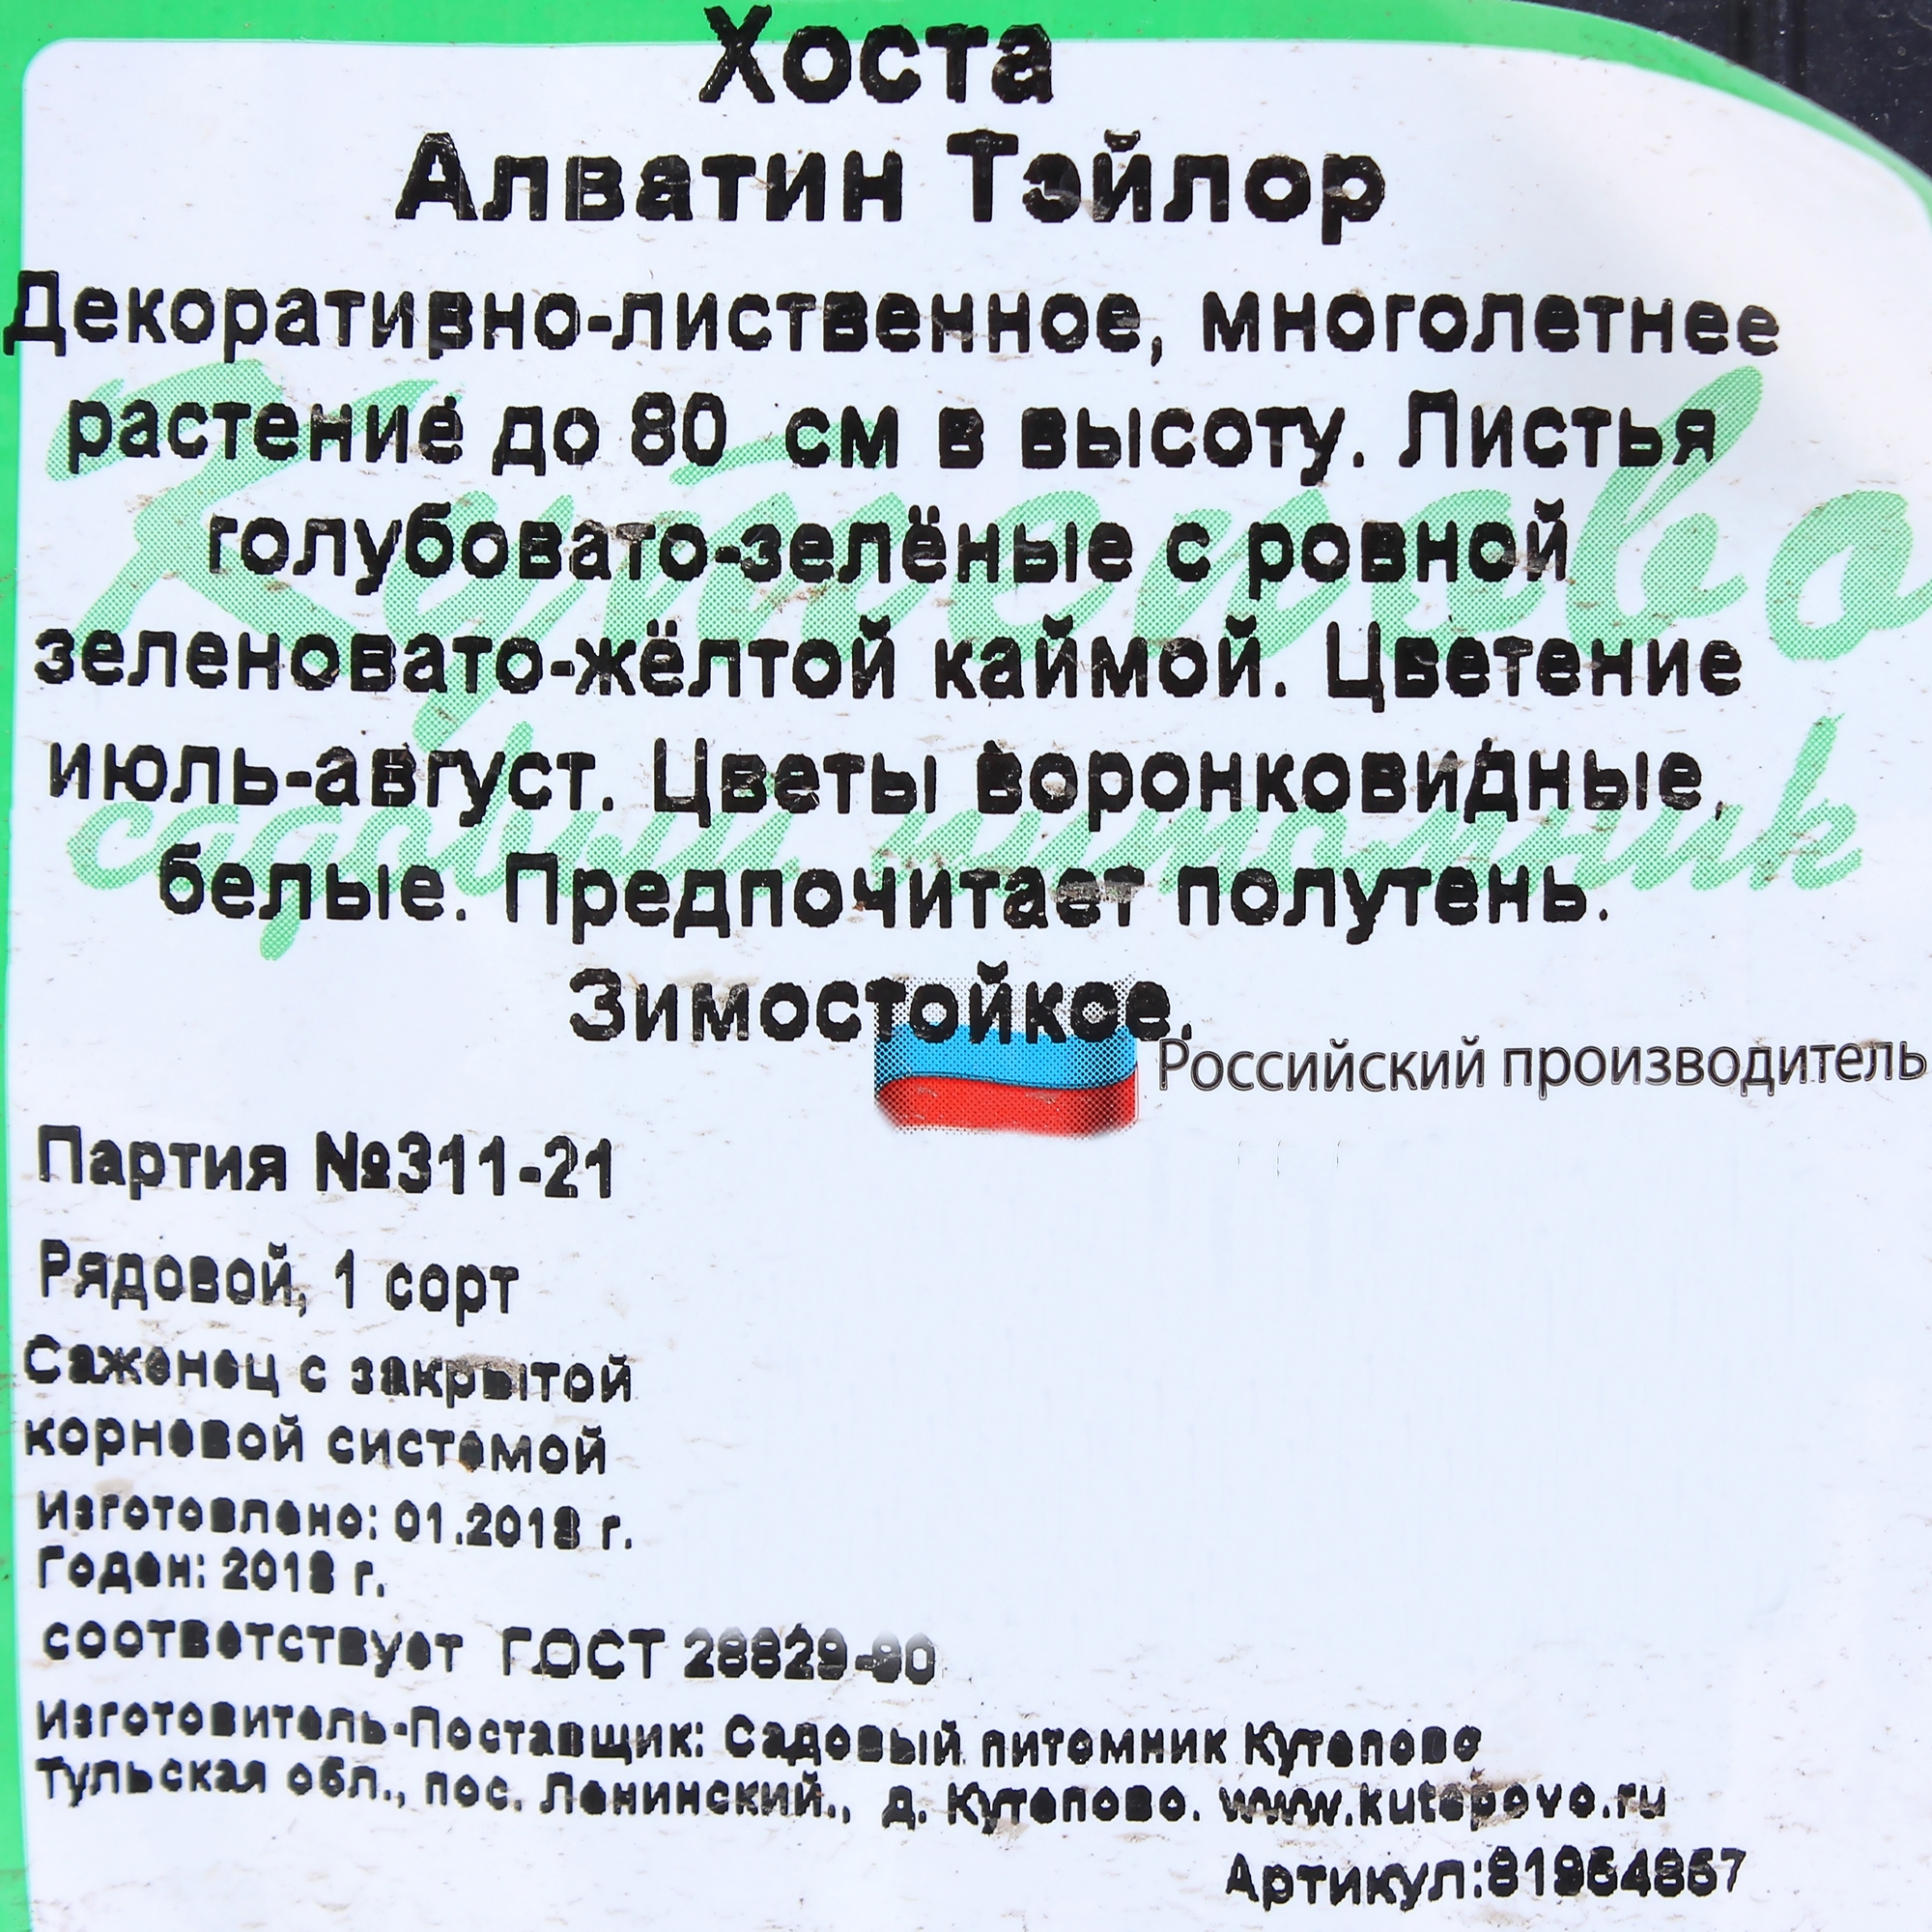 Хоста
Алватин Тэйлор
Декоративно-лиственное, многолетнее
растение до 80 см в высоту. Листья
голубовато-зелёные с ровной
зеленовато-жёлтой каймой. Цветение
июль-август. Цветы воронковидные,
белые. Предпочитает полутень.
Зимостойкое.
Кутепово
садовый питомник
Российский производитель
Партия №311-21
Рядовой, 1 сорт
Саженец с закрытой
корневой системой
Изготовлено: 01.2018 г.
Годен: 2018 г.
соответствует ГОСТ 28829-90
Изготовитель-Поставщик: Садовый питомник Кутепово
Тульская обл., пос. Ленинский., д. Кутепово. www.kutepovo.ru
Артикул: